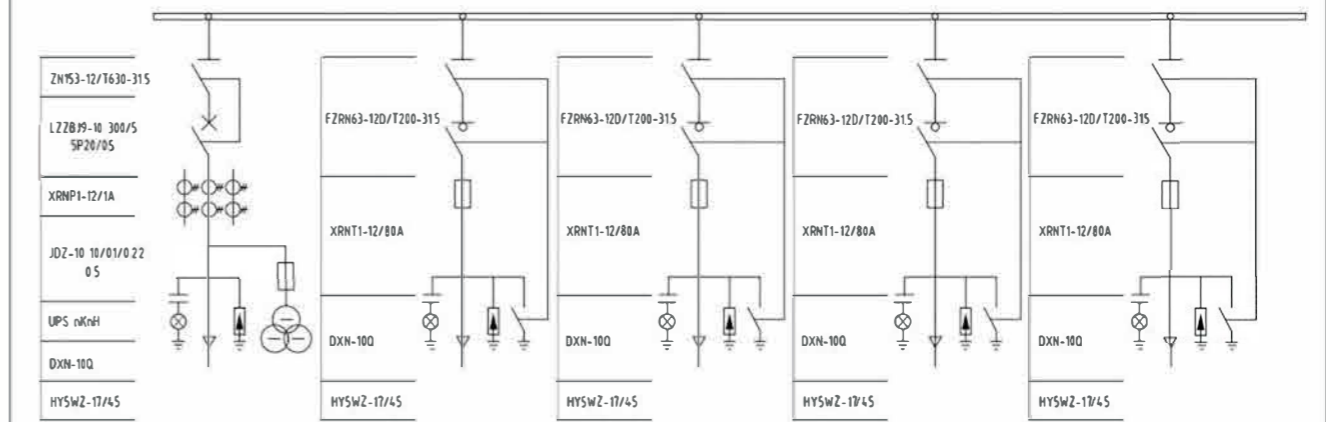 ZN153-12/T630-31.5
LZZBJ9-10 300/5
5P20/0.5
XRNP1-12/1A
JDZ-10 10/0.1/0.22
0.5
UPS nKnH
DXN-10Q
HY5WZ-17/45
FZRN63-12D/T200-31.5
XRNT1-12/80A
DXN-10Q
HY5WZ-17/45
FZRN63-12D/T200-31.5
XRNT1-12/80A
DXN-10Q
HY5WZ-17/45
FZRN63-12D/T200-31.5
XRNT1-12/80A
DXN-10Q
HY5WZ-17/45
FZRN63-12D/T200-31.5
XRNT1-12/80A
DXN-10Q
HY5WZ-17/45